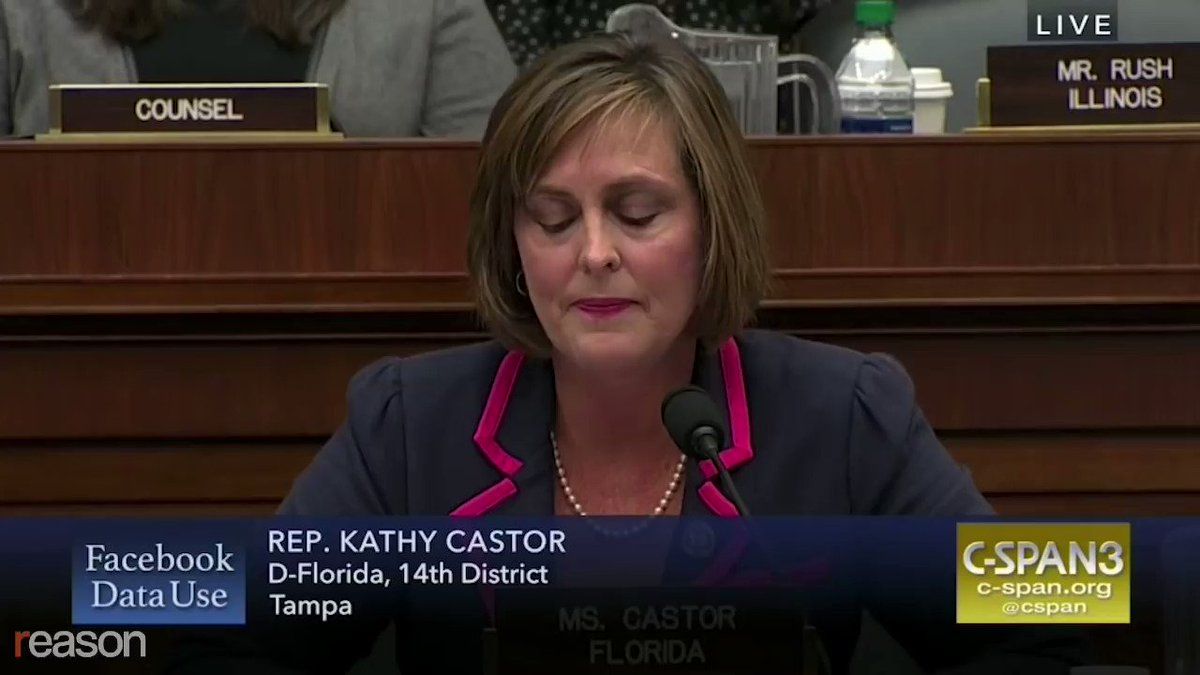 LIVE
COUNSEL
MR. RUSH
ILLINOIS
Facebook
Data Use
REP. KATHY CASTOR
D-Florida, 14th District
Tampa
C-SPAN3
c-span.org
@cspan
MS. CASTOR
FLORIDA
reason